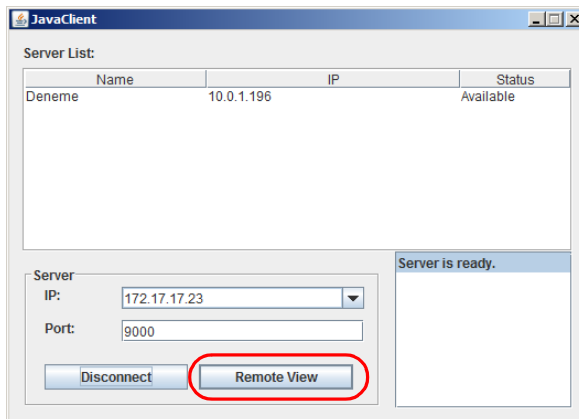 JavaClient
Server List:
Name IP Status
Deneme 10.0.1.196 Available
Server is ready.
Server
IP: 172.17.17.23
Port: 9000
Disconnect Remote View